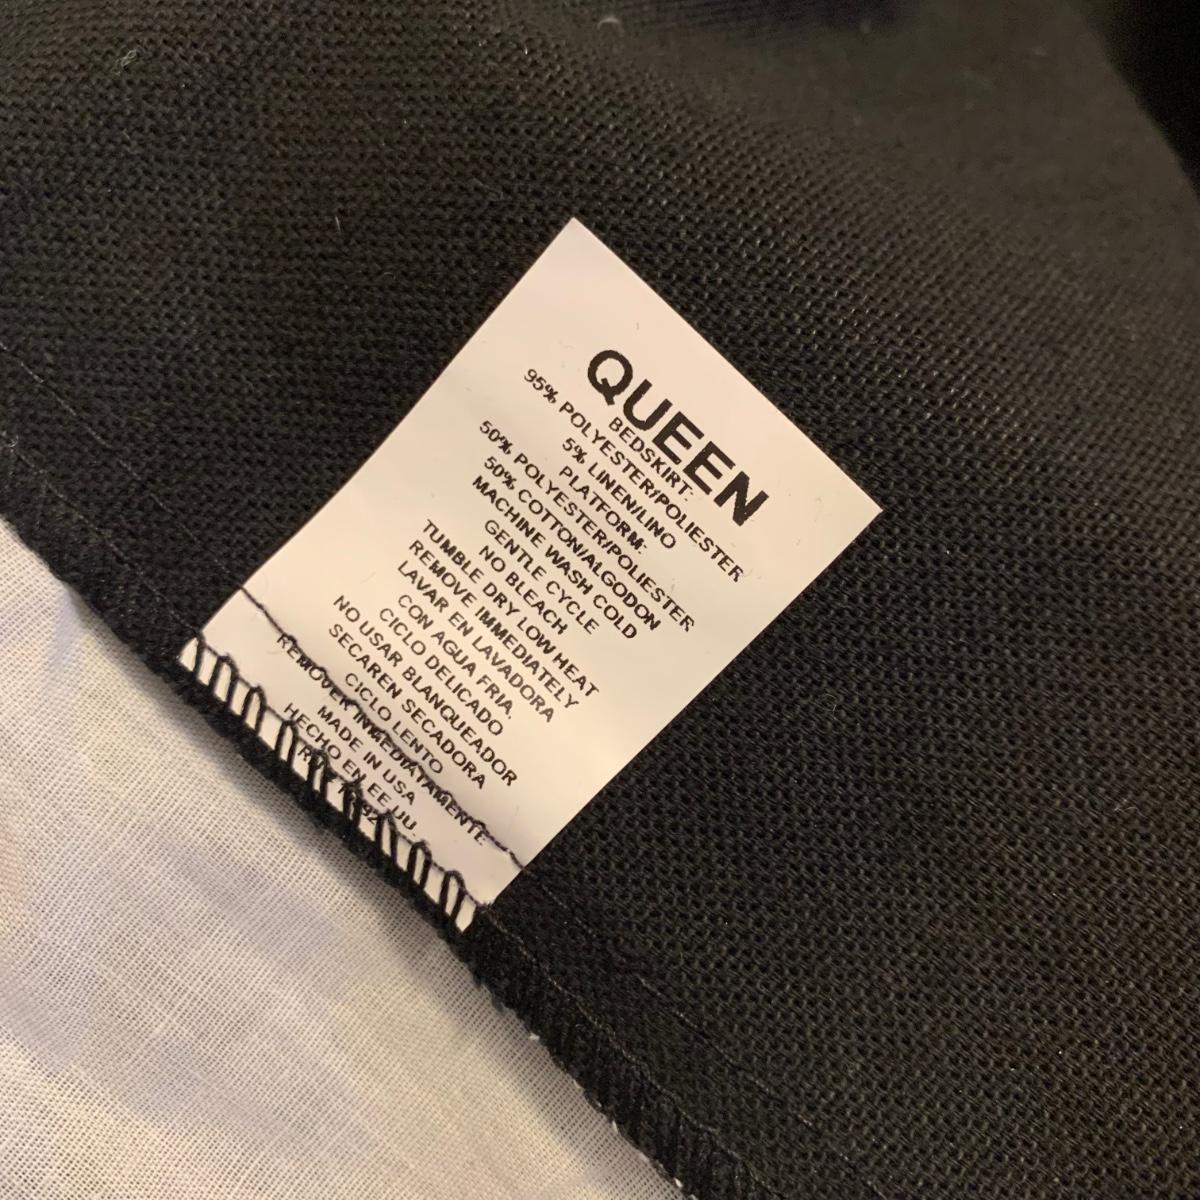 QUEEN
BEDSKIRT:
95% POLYESTER/POLIESTER
5% LINEN/LINO
PLATFORM:
50% POLYESTER/POLIESTER
50% COTTON/ALGODON
MACHINE WASH COLD
GENTLE CYCLE
NO BLEACH
TUMBLE DRY LOW HEAT
REMOVE IMMEDIATELY
LAVAR EN LAVADORA
CON AGUA FRIA.
CICLO DELICADO
NO USAR BLANQUEADOR
SECAREN SECADORA
CICLO LENTO
REMOVER INMEDIATAMENTE
MADE IN USA
HECHO EN EE UU